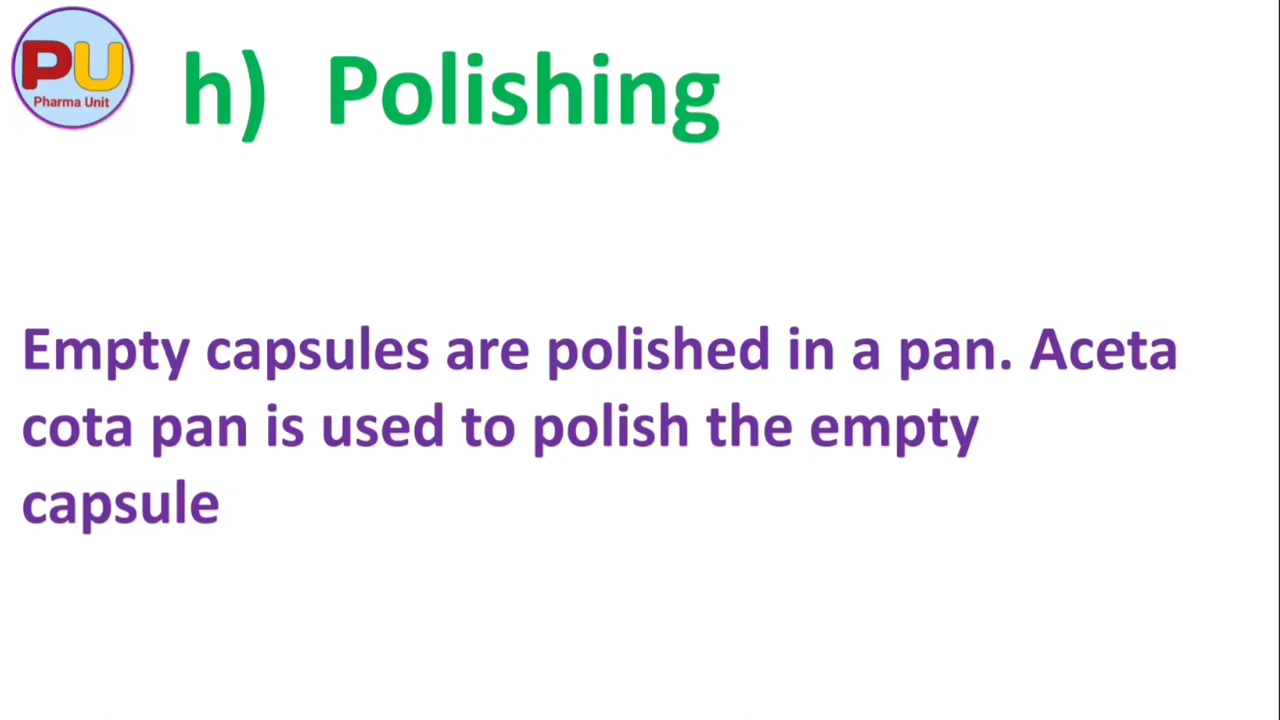 PU
Pharma Unit
h) Polishing
Empty capsules are polished in a pan. Aceta
cota pan is used to polish the empty
capsule